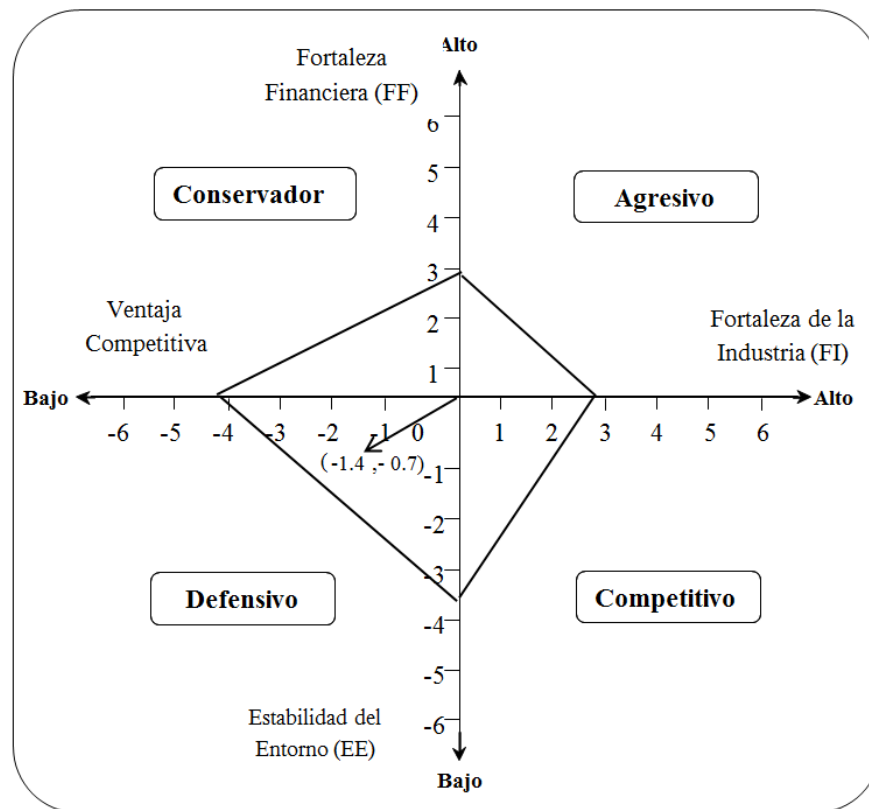 Alto
Fortaleza
Financiera (FF)
6
5
4
3
2
1
Conservador
Agresivo
Ventaja
Competitiva
Fortaleza de la
Industria (FI)
Bajo
Alto
-6 -5 -4 -3 -2 -1 0 1 2 3 4 5 6
( -1.4 ,- 0.7)
-1
-2
-3
-4
-5
-6
Defensivo
Competitivo
Estabilidad del
Entorno (EE)
Bajo